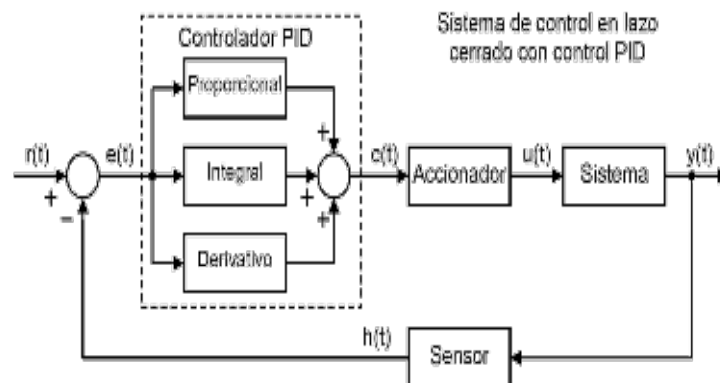 Sistema de control en lazo
cerrado con control PID
Controlador PID
Proporcional
+
r(t)
e(t)
Integral
+
c(t)
Accionador
u(t)
Sistema
y(t)
+
−
+
Derivativo
h(t)
Sensor